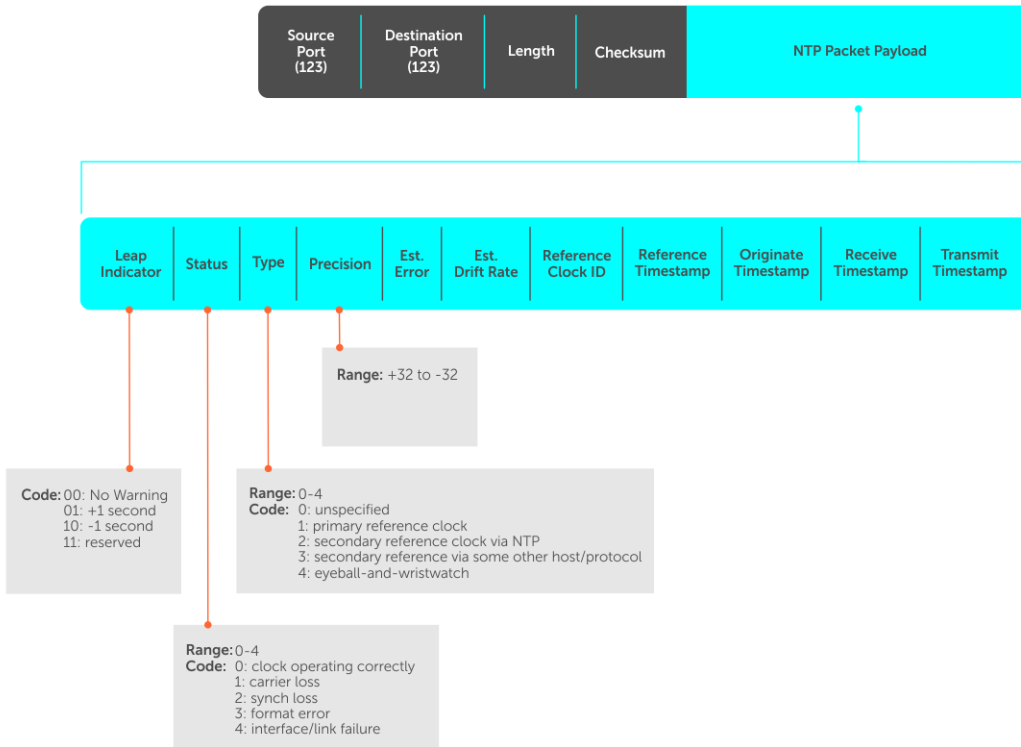 Source
Port
(123)
Destination
Port
(123)
Length
Checksum
NTP Packet Payload
Leap
Indicator
Status
Type
Precision
Est.
Error
Est.
Drift Rate
Reference
Clock ID
Reference
Timestamp
Originate
Timestamp
Receive
Timestamp
Transmit
Timestamp
Range: +32 to -32
Code: 00: No Warning
01: +1 second
10: -1 second
11: reserved
Range: 0-4
Code: 0: unspecified
1: primary reference clock
2: secondary reference clock via NTP
3: secondary reference via some other host/protocol
4: eyeball-and-wristwatch
Range: 0-4
Code: 0: clock operating correctly
1: carrier loss
2: synch loss
3: format error
4: interface/link failure